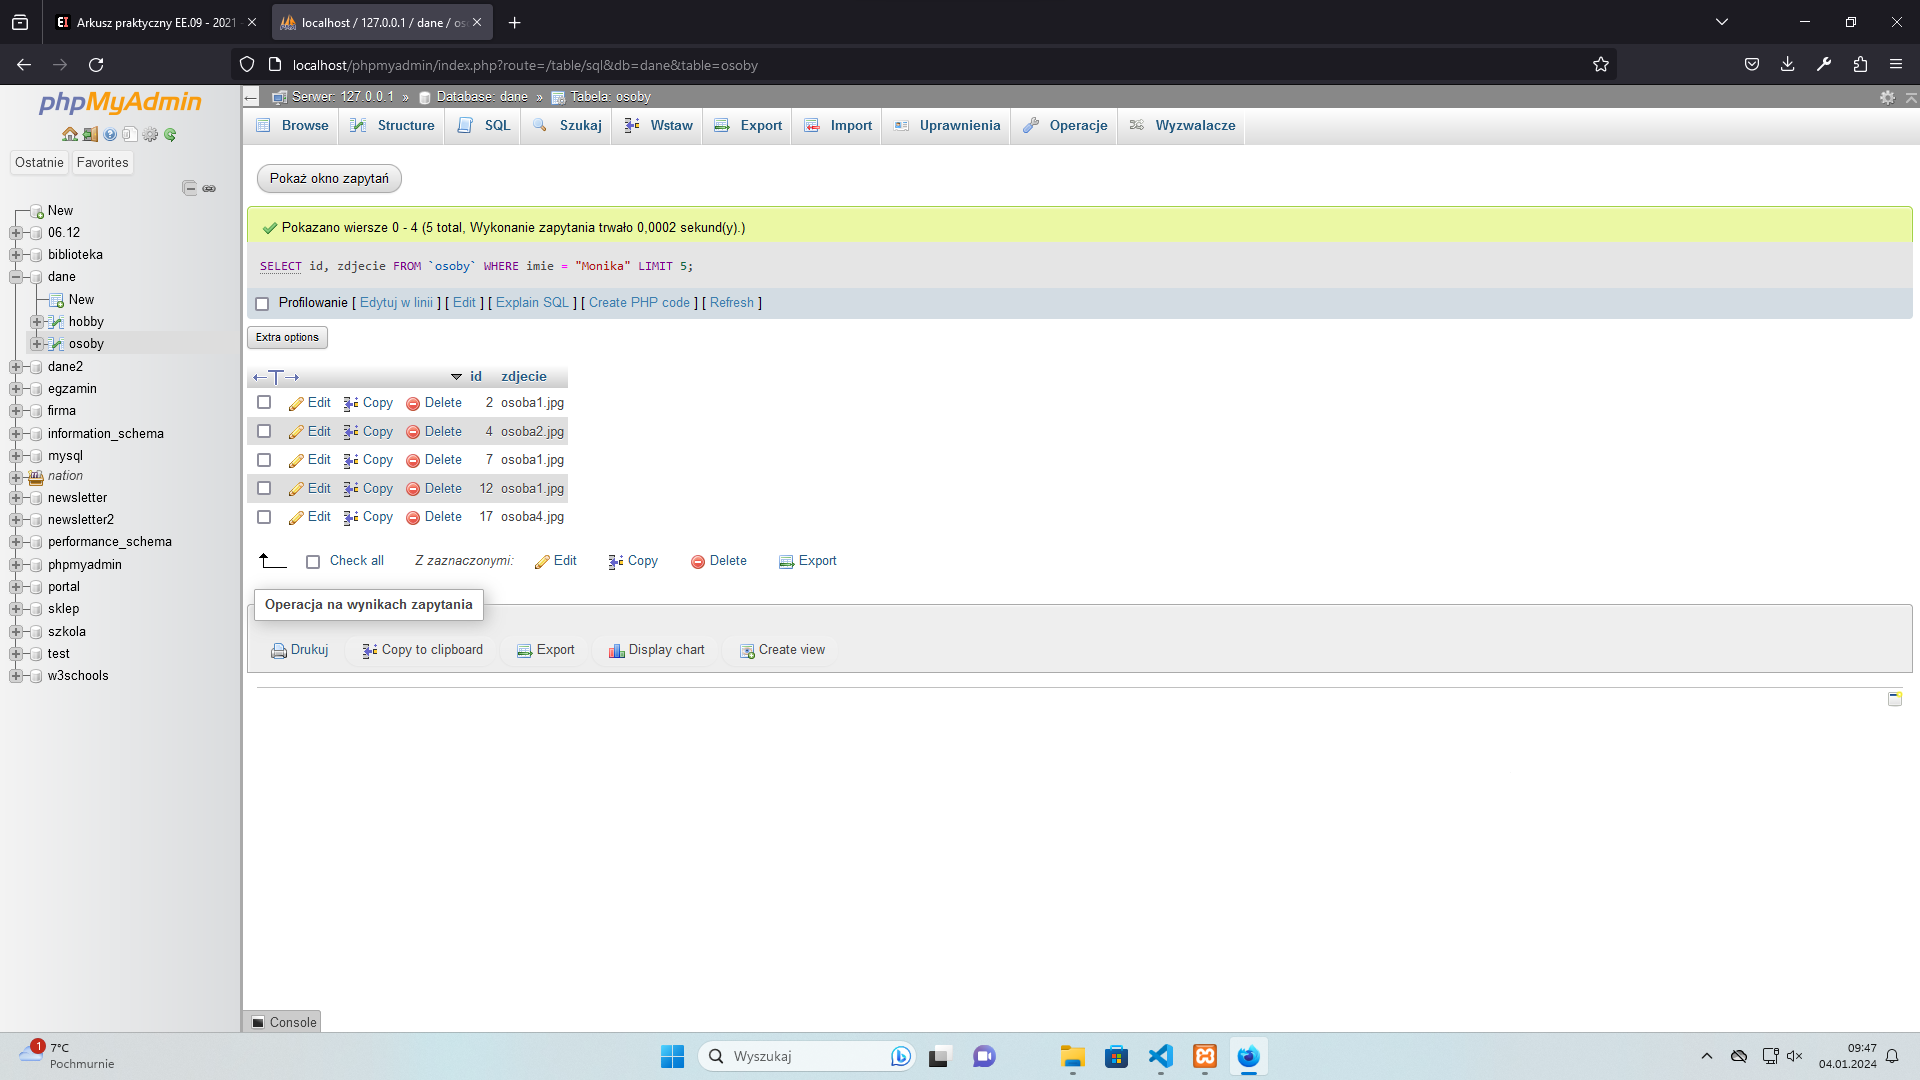 Arkusz praktyczny EE.09 - 2021
localhost / 127.0.0.1 / dane / os
localhost/phpmyadmin/index.php?route=/table/sql&db=dane&table=osoby
phpMyAdmin
Ostatnie Favorites
New
06.12
biblioteka
dane
New
hobby
osoby
dane2
egzamin
firma
information_schema
mysql
nation
newsletter
newsletter2
performance_schema
phpmyadmin
portal
sklep
szkola
test
w3schools
Serwer: 127.0.0.1 » Database: dane » Tabela: osoby
Browse Structure SQL Szukaj Wstaw Export Import Uprawnienia Operacje Wyzwalacze
Pokaż okno zapytań
Pokazano wiersze 0 - 4 (5 total, Wykonanie zapytania trwało 0,0002 sekund(y).)
SELECT id, zdjecie FROM `osoby` WHERE imie = "Monika" LIMIT 5;
Profilowanie [ Edytuj w linii ] [ Edit ] [ Explain SQL ] [ Create PHP code ] [ Refresh ]
Extra options
id zdjecie
Edit Copy Delete 2 osoba1.jpg
Edit Copy Delete 4 osoba2.jpg
Edit Copy Delete 7 osoba1.jpg
Edit Copy Delete 12 osoba1.jpg
Edit Copy Delete 17 osoba4.jpg
Check all Z zaznaczonymi: Edit Copy Delete Export
Operacja na wynikach zapytania
Drukuj Copy to clipboard Export Display chart Create view
Console
1
7°C
Pochmurnie
Wyszukaj
09:47
04.01.2024